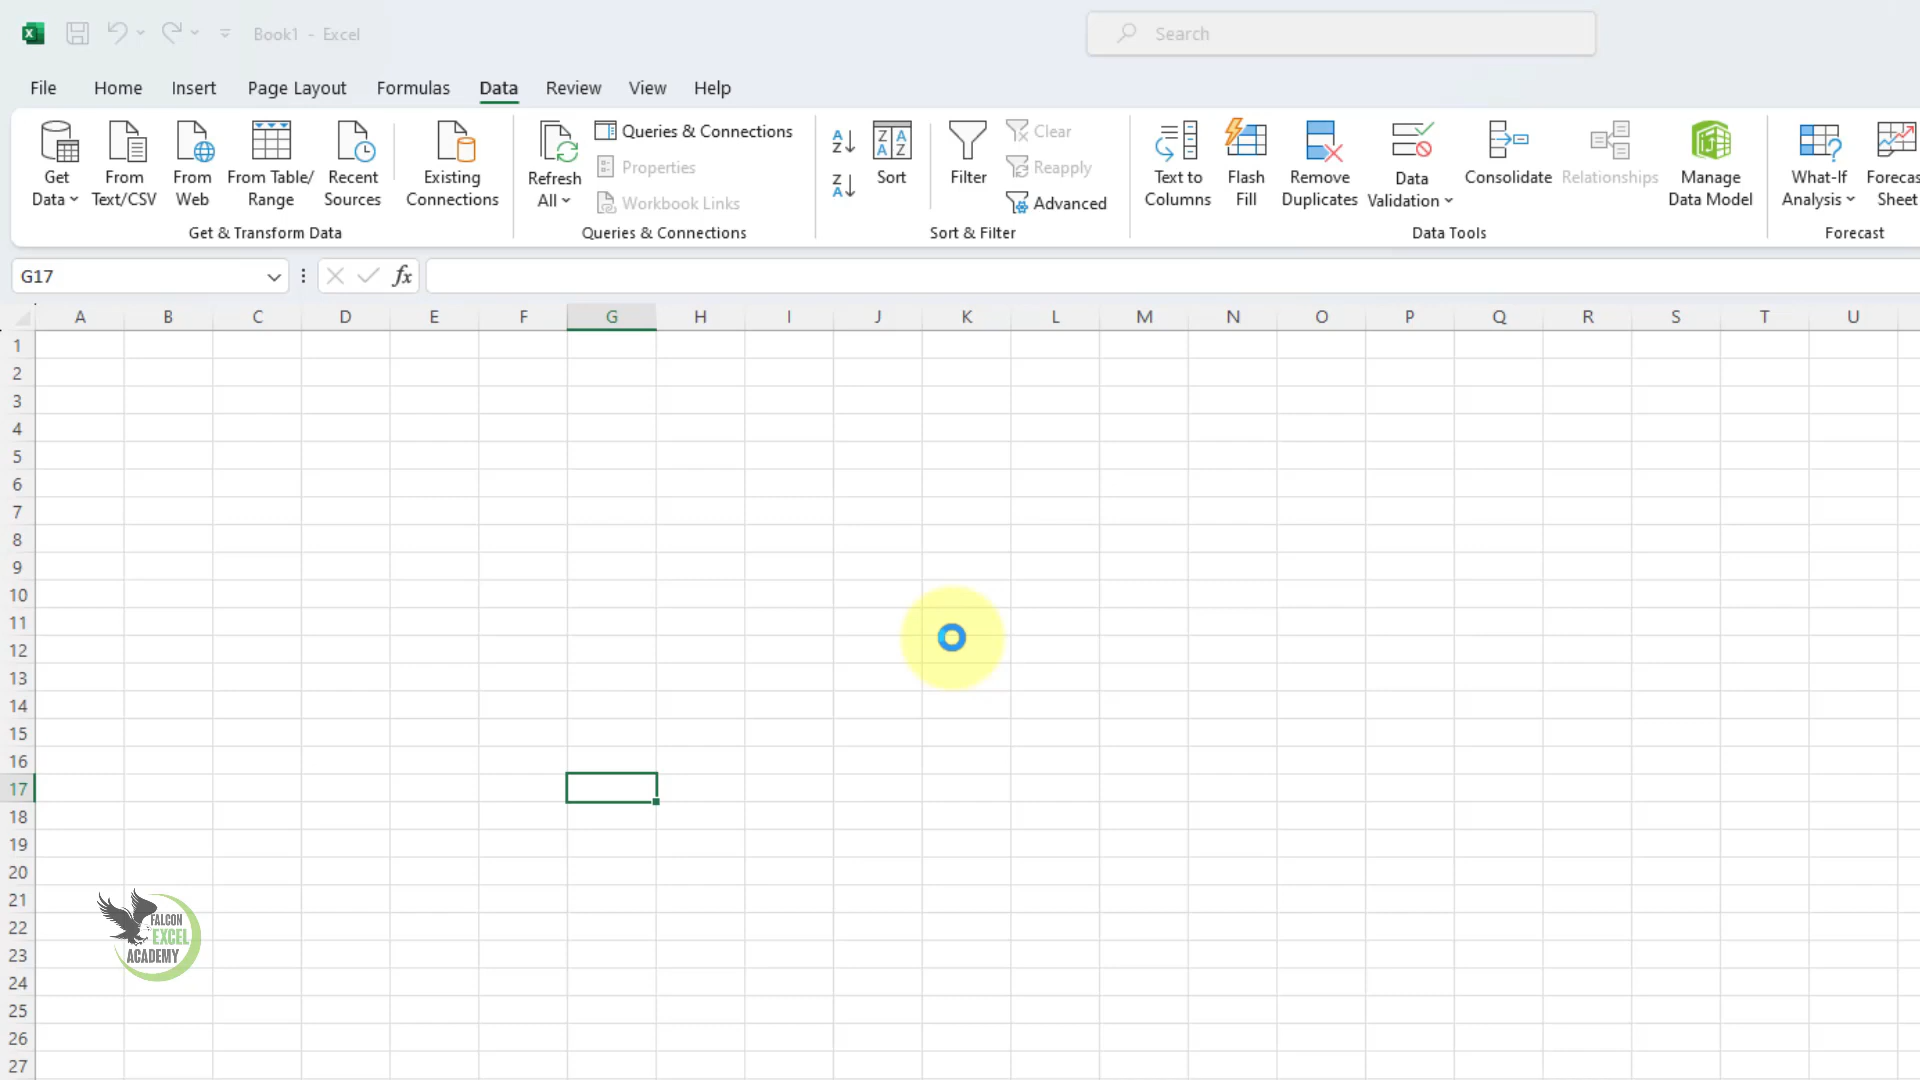 Book1 - Excel
Search
File Home Insert Page Layout Formulas Data Review View Help
Get Data
From Text/CSV
From Web
From Table/ Range
Recent Sources
Existing Connections
Get & Transform Data
Refresh All
Queries & Connections
Properties
Workbook Links
Queries & Connections
Sort
Filter
Clear
Reapply
Advanced
Sort & Filter
Text to Columns
Flash Fill
Remove Duplicates
Data Validation
Consolidate
Relationships
Manage Data Model
Data Tools
What-If Analysis
Forecas
Sheet
Forecast
G17
fx
A B C D E F G H I J K L M N O P Q R S T U
1
2
3
4
5
6
7
8
9
10
11
12
13
14
15
16
17
18
19
20
21
22
23
24
25
26
27
FALCON
EXCEL
ACADEMY